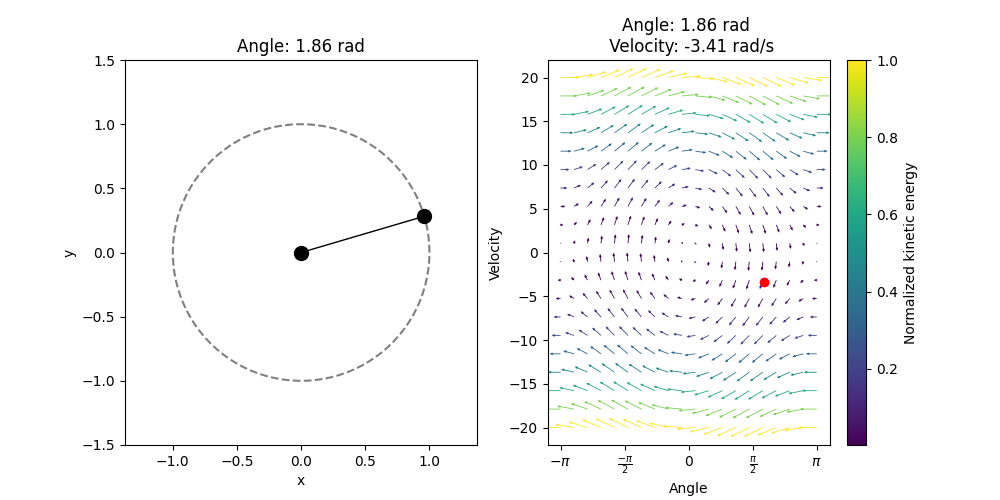 Angle: 1.86 rad
1.5
1.0
0.5
0.0
−0.5
−1.0
−1.5
−1.0
−0.5
0.0
0.5
1.0
x
y
Angle: 1.86 rad
Velocity: -3.41 rad/s
20
15
10
5
0
−5
−10
−15
−20
−π
−π/2
0
π/2
π
Angle
Velocity
1.0
0.8
0.6
0.4
0.2
Normalized kinetic energy